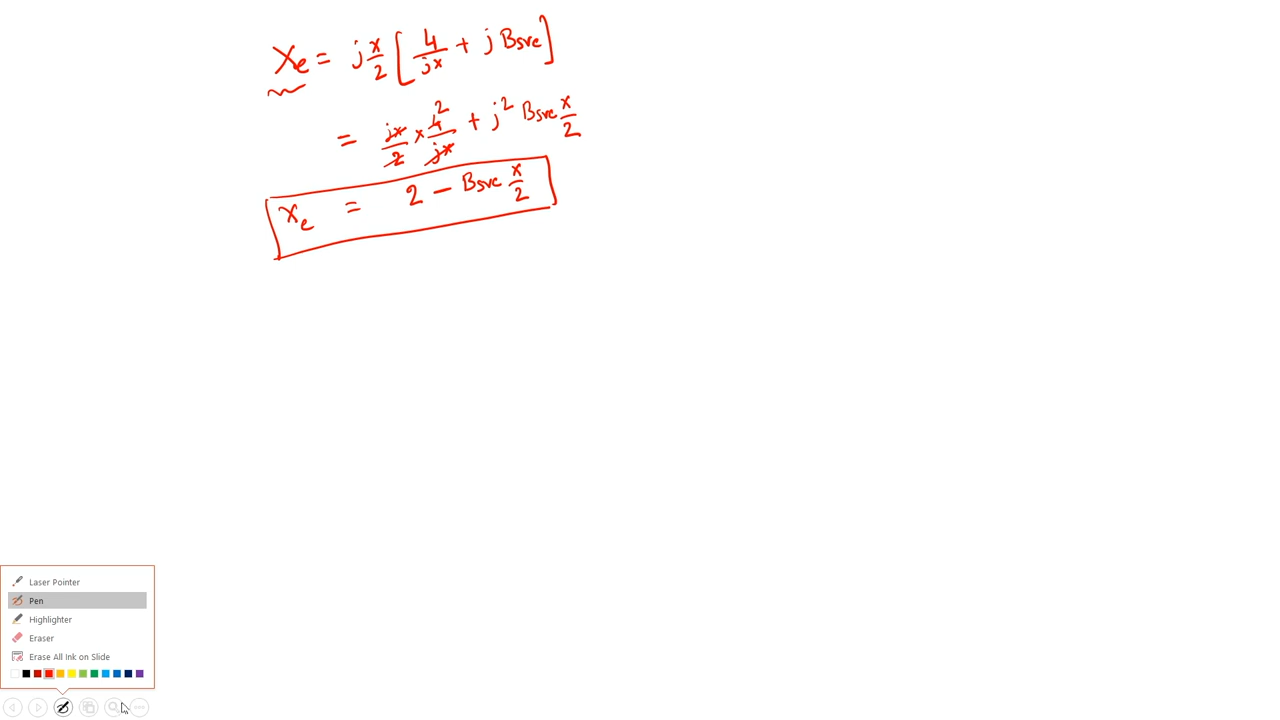 Xe = j x/2 [ 4/jx + j Bsve ]
= jx/2 x 4/jx 2 + j² Bsve x/2
xe = 2 - Bsve x/2
Laser Pointer
Pen
Highlighter
Eraser
Erase All Ink on Slide